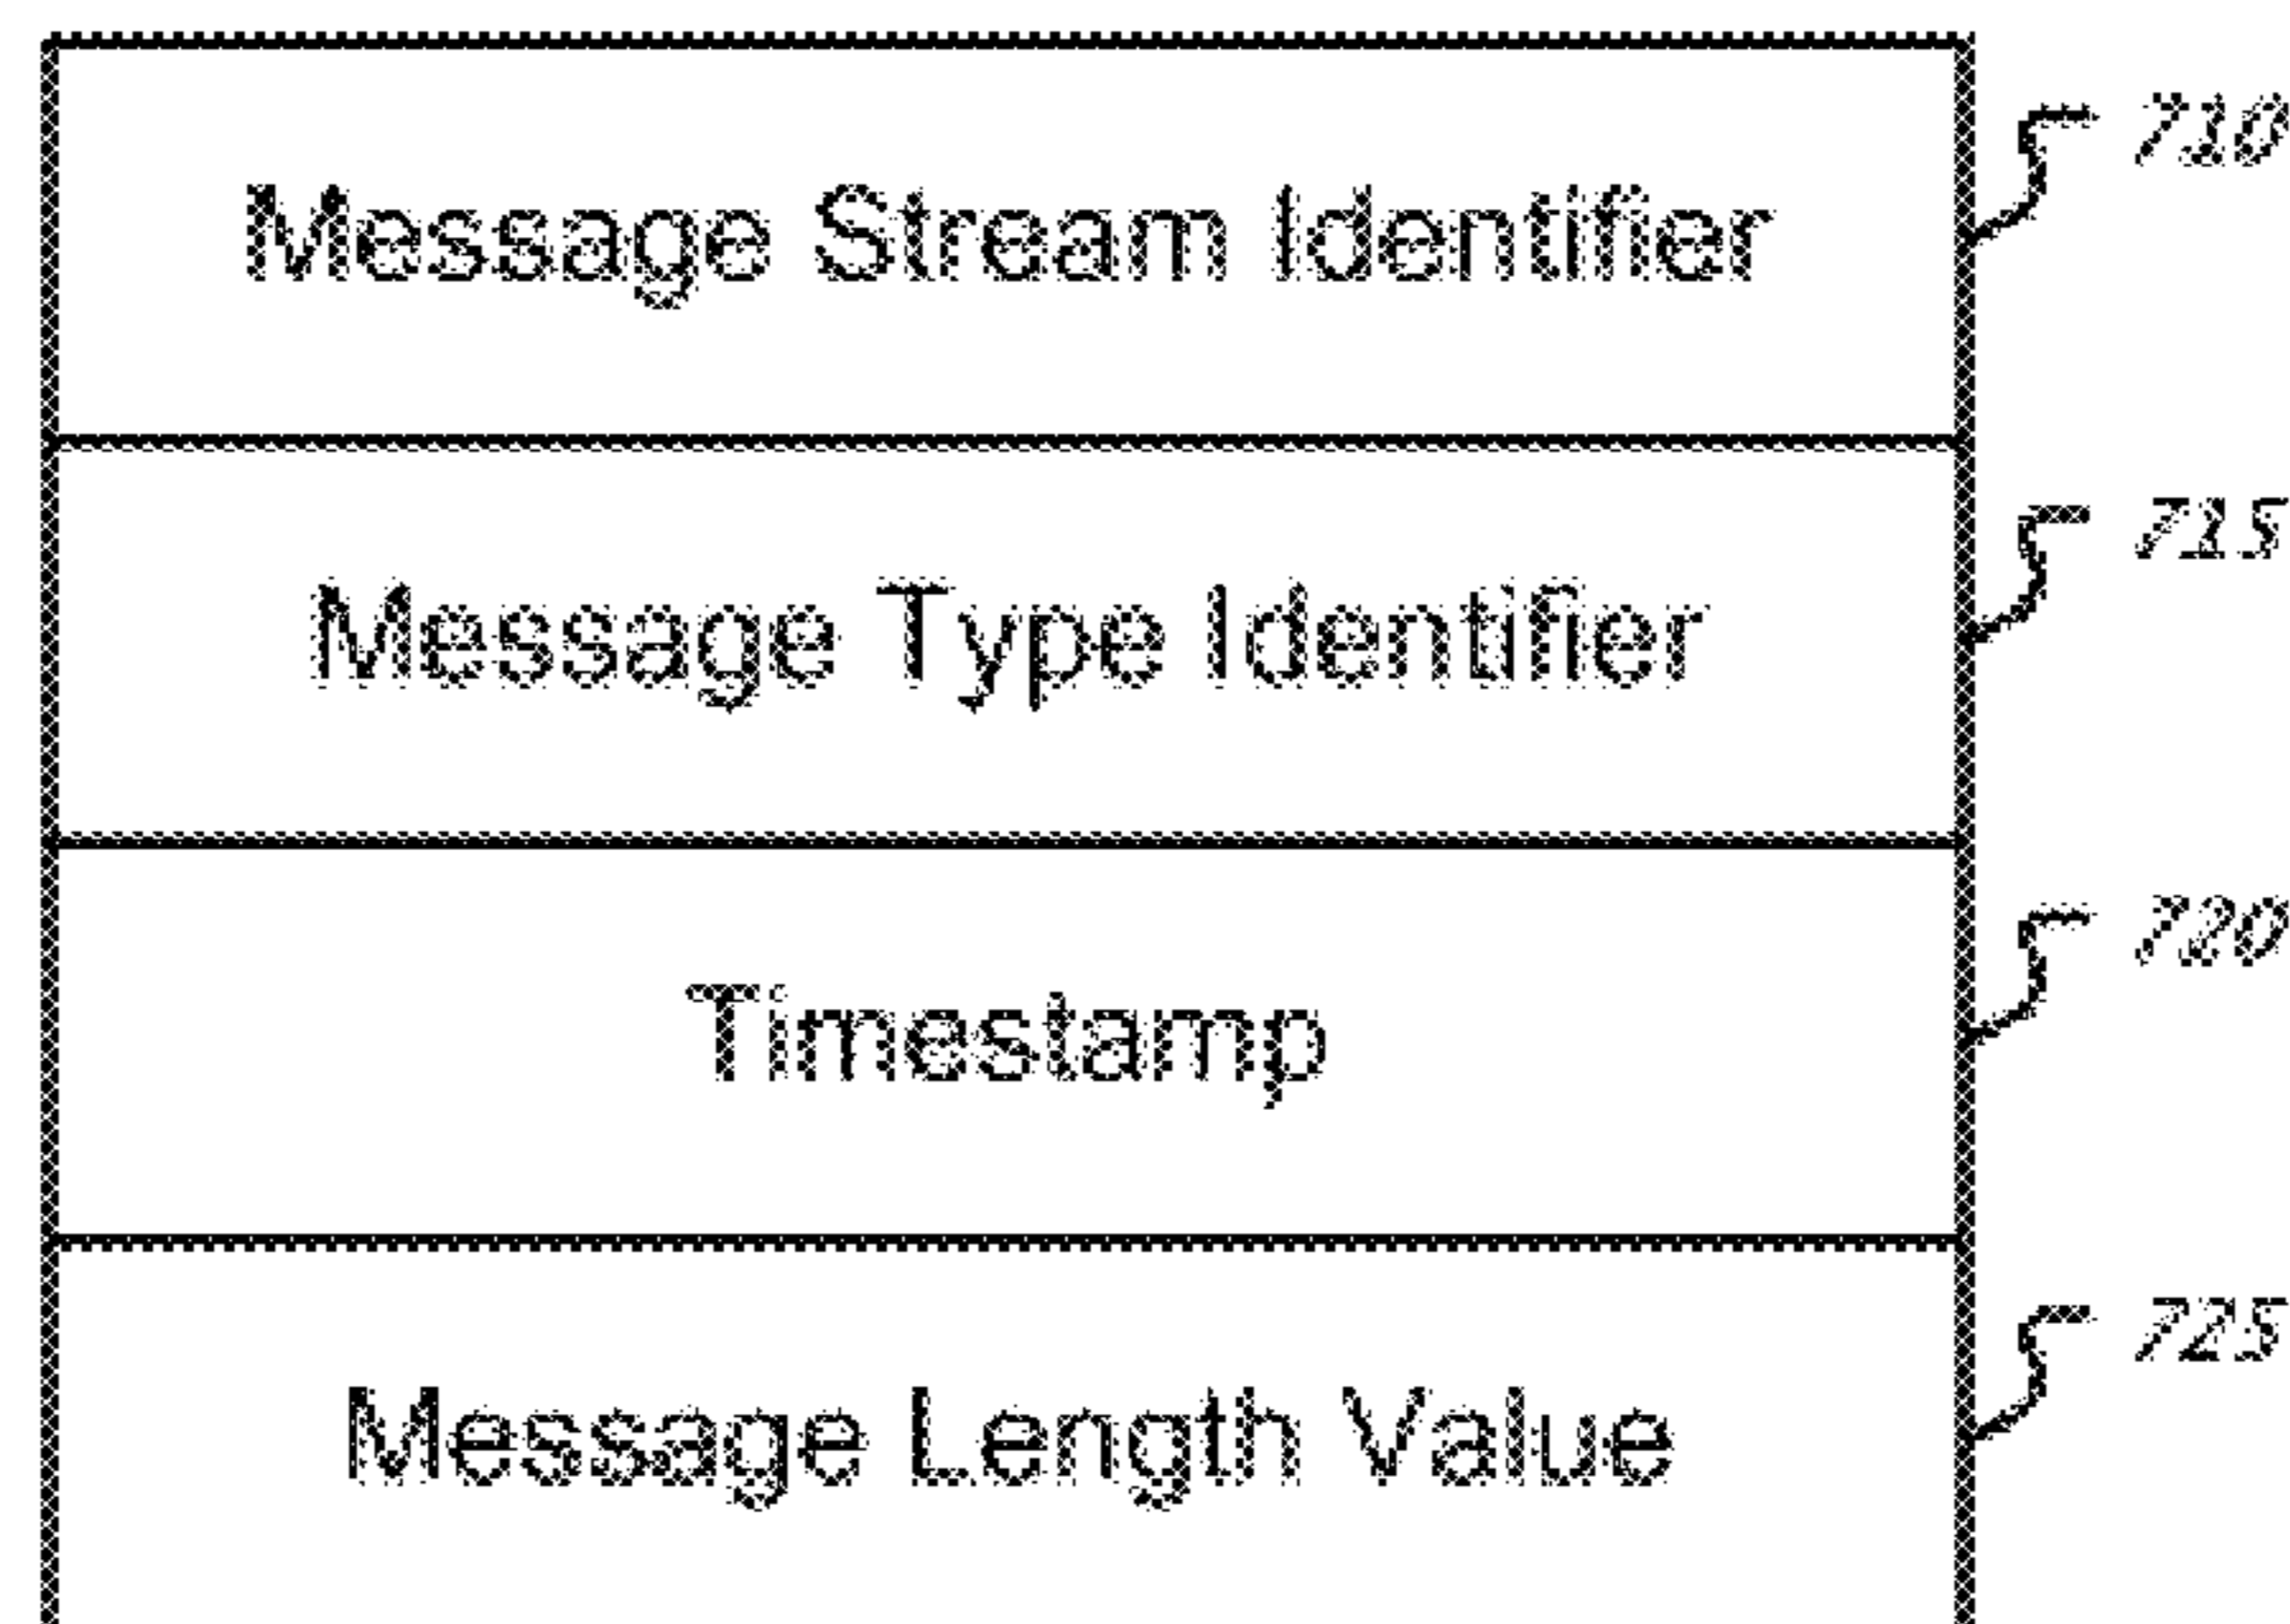 710
Message Stream Identifier
715
Message Type Identifier
720
Timestamp
725
Message Length Value